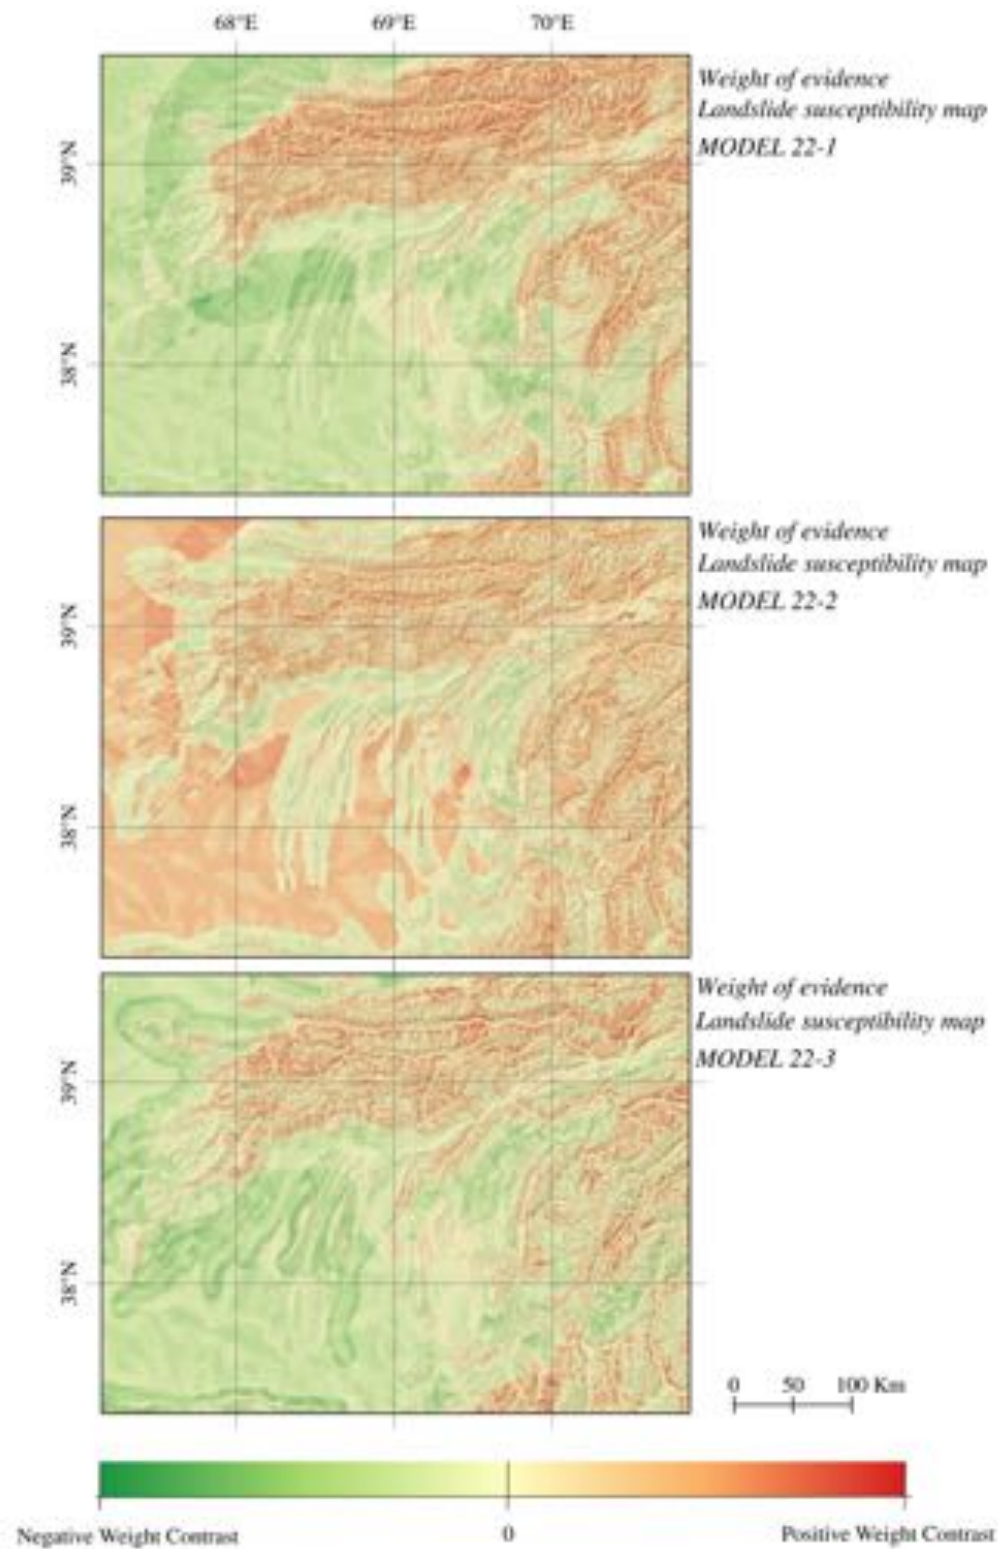 68°E 69°E 70°E
Weight of evidence
Landslide susceptibility map
MODEL 22-1
39°N
38°N
Weight of evidence
Landslide susceptibility map
MODEL 22-2
39°N
38°N
Weight of evidence
Landslide susceptibility map
MODEL 22-3
39°N
38°N
0 50 100 Km
Negative Weight Contrast 0 Positive Weight Contrast